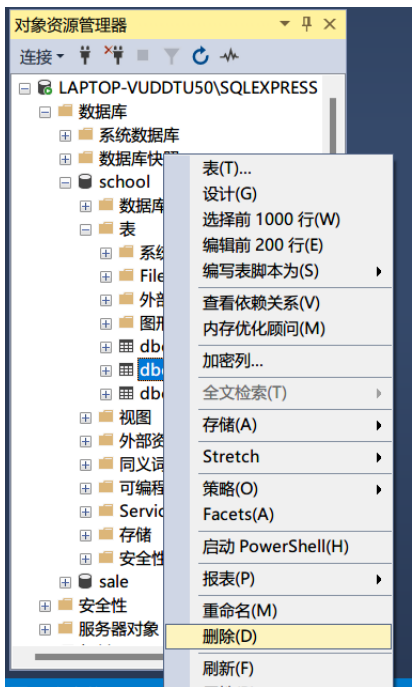 对象资源管理器
连接
LAPTOP-VUDDTU50\SQLEXPRESS
数据库
系统数据库
数据库快照
school
数据库
表
系统
File
外部
图形
dbo
dbo
dbo
视图
外部资
同义词
可编程
Servic
存储
安全性
sale
安全性
服务器对象
表(T)...
设计(G)
选择前 1000 行(W)
编辑前 200 行(E)
编写表脚本为(S)
查看依赖关系(V)
内存优化顾问(M)
加密列...
全文检索(T)
存储(A)
Stretch
策略(O)
Facets(A)
启动 PowerShell(H)
报表(P)
重命名(M)
删除(D)
刷新(F)